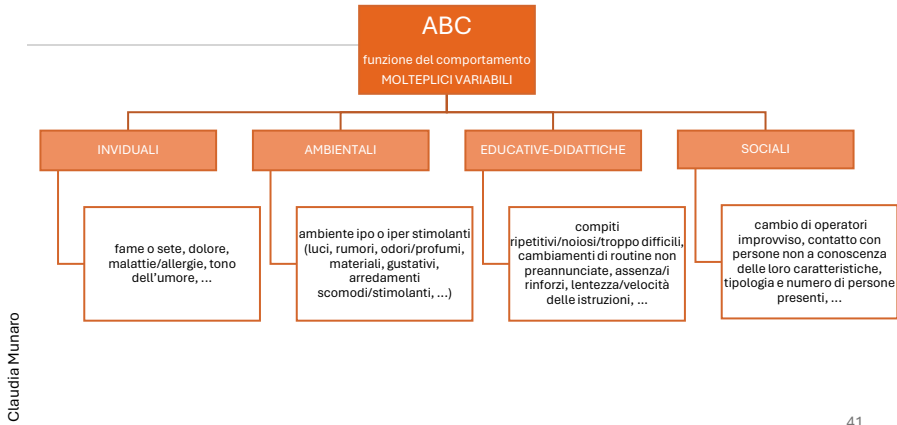 ABC
funzione del comportamento
MOLTEPLICI VARIABILI
INVIDUALI
AMBIENTALI
EDUCATIVE-DIDATTICHE
SOCIALI
fame o sete, dolore,
malattie/allergie, tono
dell'umore, ...
ambiente ipo o iper stimolanti
(luci, rumori, odori/profumi,
materiali, gustativi,
arredamenti
scomodi/stimolanti, ...)
compiti
ripetitivi/noiosi/troppo difficili,
cambiamenti di routine non
preannunciate, assenza/i
rinforzi, lentezza/velocità
delle istruzioni, ...
cambio di operatori
improvviso, contatto con
persone non a conoscenza
delle loro caratteristiche,
tipologia e numero di persone
presenti, ...
Claudia Munaro
41